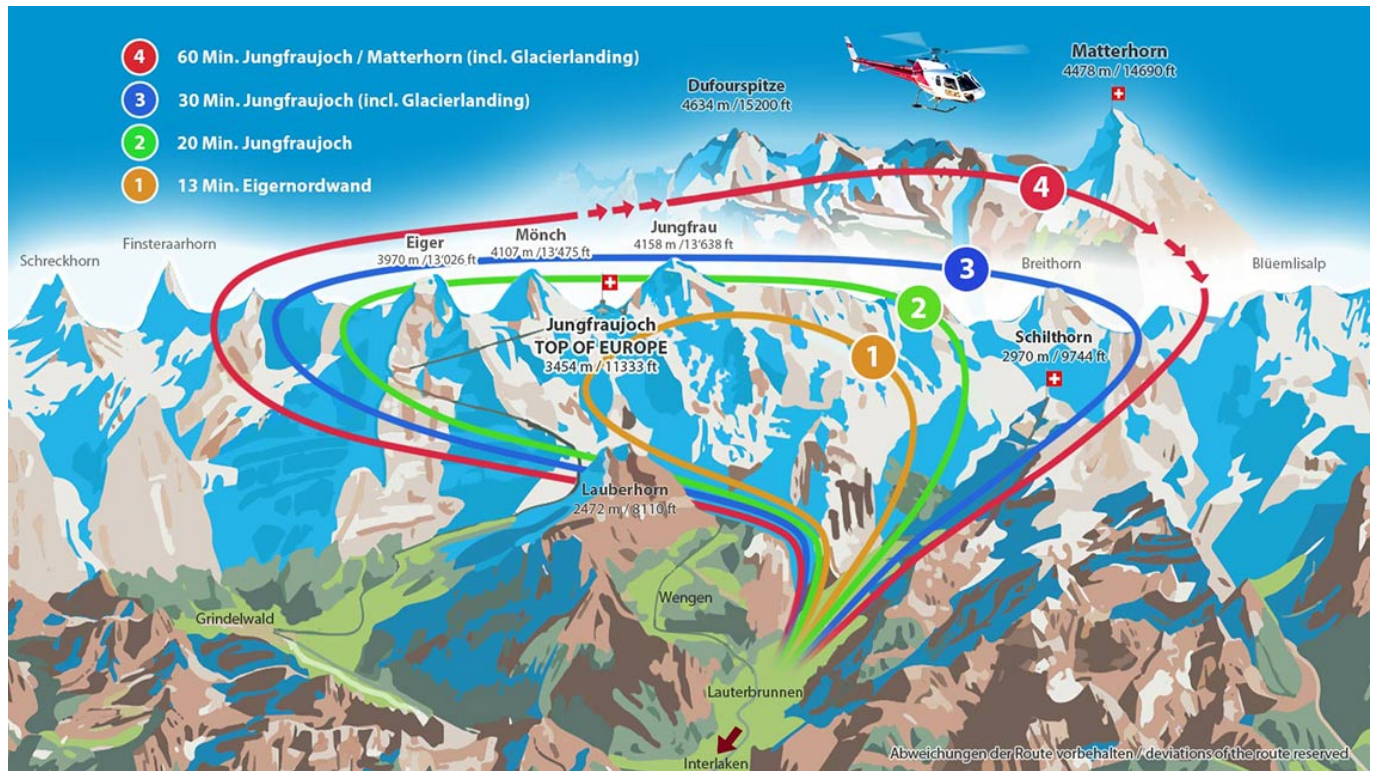 4 60 Min. Jungfraujoch / Matterhorn (incl. Glacierlanding)
3 30 Min. Jungfraujoch (incl. Glacierlanding)
2 20 Min. Jungfraujoch
1 13 Min. Eigernordwand
Matterhorn
4478 m / 14690 ft
Dufourspitze
4634 m /15200 ft
4
Schreckhorn
Finsteraarhorn
Eiger
3970 m /13'026 ft
Mönch
4107 m /13'475 ft
Jungfrau
4158 m /13'638 ft
3
Breithorn
Blüemlisalp
2
Jungfraujoch
TOP OF EUROPE
3454 m / 11333 ft
1
Schilthorn
2970 m / 9744 ft
Lauberhorn
2472 m / 8110 ft
Grindelwald
Wengen
Lauterbrunnen
Interlaken
Abweichungen der Route vorbehalten / deviations of the route reserved